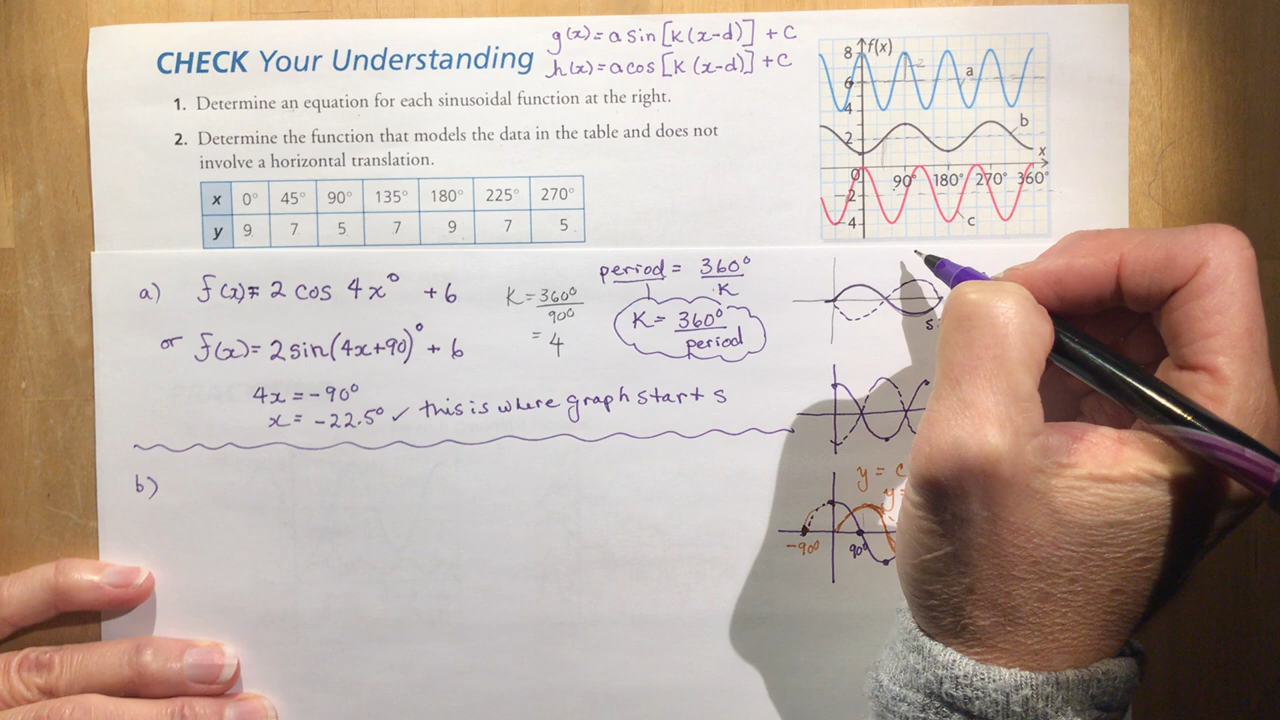 g(x) = a sin [k(x-d)] + c
CHECK Your Understanding
h(x) = a cos [k (x-d)] + c
1. Determine an equation for each sinusoidal function at the right.
2. Determine the function that models the data in the table and does not
involve a horizontal translation.
x 0° 45° 90° 135° 180° 225° 270°
y 9 7 5 7 9 7 5
8 f(x)
6 a
4
2 b
x
0 90° 180° 270° 360°
-2
-4 c
a) f(x) = 2 cos 4x° + 6
K = 360°
90°
= 4
period = 360°
K
K = 360°
period
or f(x) = 2 sin(4x+90)° + 6
4x = -90°
x = -22.5° ✓ this is where graph starts
b)
y =
y =
-90° 90°